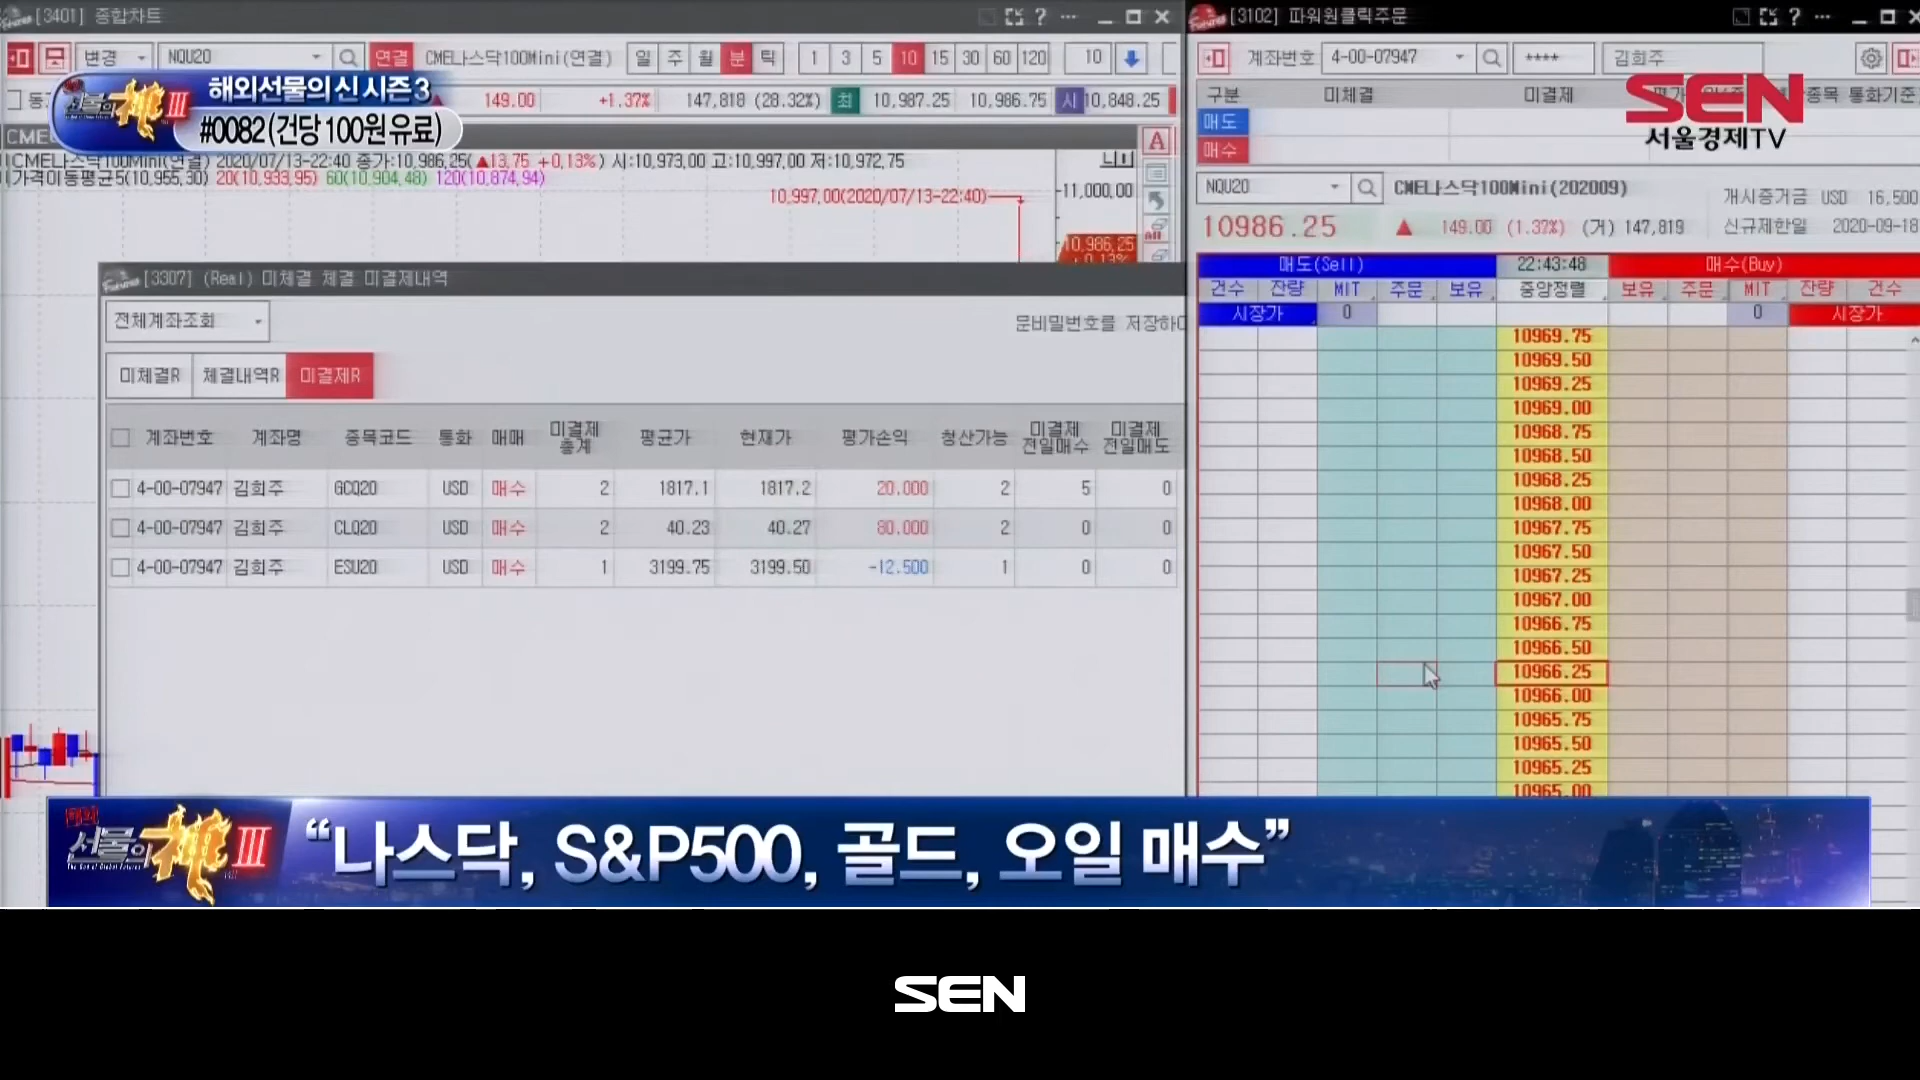 [3401] 종합차트
변경 NQU20 연결 CME나스닥100Mini(연결) 일 주 월 분 틱 1 3 5 10 15 30 60 120 10
149.00 +1.37% 147,818 (28.32%) 최 10,987.25 10,986.75 시 10,848.25
해외선물의 신 시즌 3
#0082(건당 100원 유료)
CME나스닥100Mini(연결) 2020/07/13-22:40 종가:10,986,25(▲13,75 +0,13%) 시:10,973,00 고:10,997,00 저:10,972,75
가격이동평균5(10,955,30) 20(10,933,95) 60(10,904,48) 120(10,874,94)
10,997,00(2020/07/13-22:40)
11,000,00
10,986,25
+0,13%
[3307] (Real) 미체결 체결 미결제내역
전체계좌조회
문비밀번호를 저장하
미체결R 체결내역R 미결제R
계좌번호 계좌명 종목코드 통화 매매 미결제 총계 평균가 현재가 평가손익 청산가능 미결제 전일매수 미결제 전일매도
4-00-07947 김희주 GCQ20 USD 매수 2 1817.1 1817.2 20.000 2 5 0
4-00-07947 김희주 CLQ20 USD 매수 2 40.23 40.27 80.000 2 0 0
4-00-07947 김희주 ESU20 USD 매수 1 3199.75 3199.50 -12.500 1 0 0
[3102] 파워원클릭주문
계좌번호 4-00-07947 **** 김희주
구분 미체결 미결제 종목 통화기준
매도
매수
SEN
서울경제TV
NQU20 CME나스닥100Mini(202009) 개시증거금 USD 16,500
10986.25 ▲ 149.00 (1.37%) (거) 147,819 신규제한일 2020-09-18
매도(Sell) 22:43:48 매수(Buy)
건수 잔량 MIT 주문 보유 중앙정렬 보유 주문 MIT 잔량 건수
시장가 0 0 시장가
10969.75
10969.50
10969.25
10969.00
10968.75
10968.50
10968.25
10968.00
10967.75
10967.50
10967.25
10967.00
10966.75
10966.50
10966.25
10966.00
10965.75
10965.50
10965.25
10965.00
선물의 神 III
“나스닥, S&P500, 골드, 오일 매수”
SEN